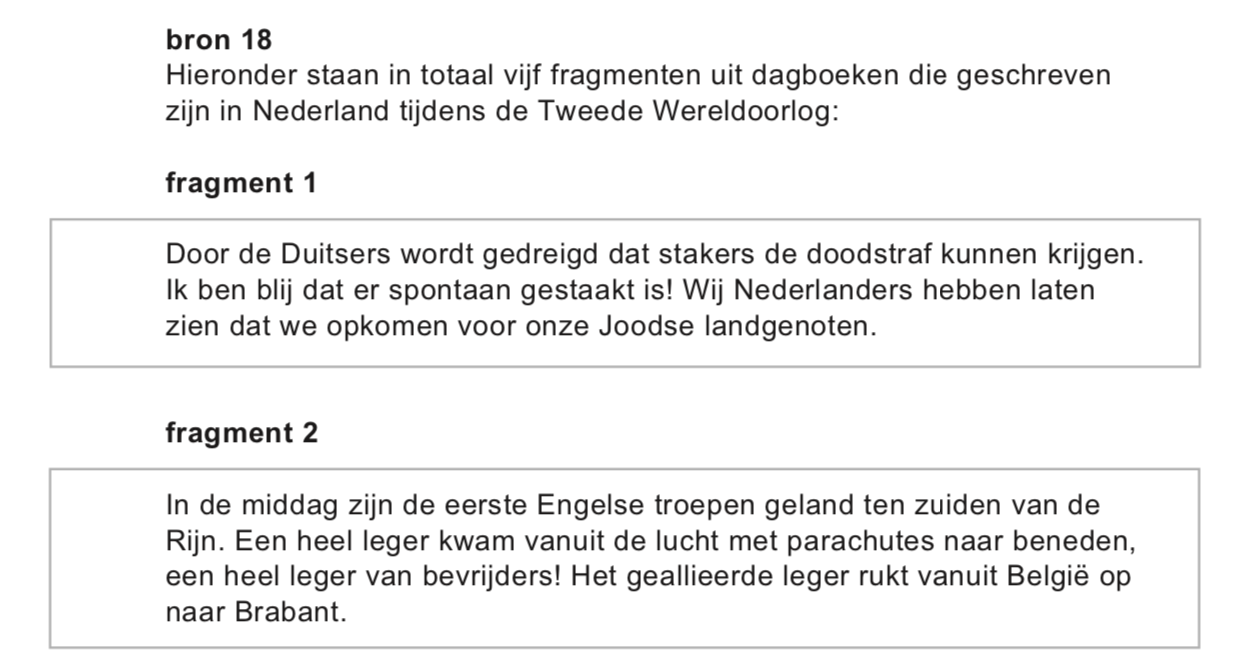 bron 18
Hieronder staan in totaal vijf fragmenten uit dagboeken die geschreven
zijn in Nederland tijdens de Tweede Wereldoorlog:
fragment 1
Door de Duitsers wordt gedreigd dat stakers de doodstraf kunnen krijgen.
Ik ben blij dat er spontaan gestaakt is! Wij Nederlanders hebben laten
zien dat we opkomen voor onze Joodse landgenoten.
fragment 2
In de middag zijn de eerste Engelse troepen geland ten zuiden van de
Rijn. Een heel leger kwam vanuit de lucht met parachutes naar beneden,
een heel leger van bevrijders! Het geallieerde leger rukt vanuit België op
naar Brabant.